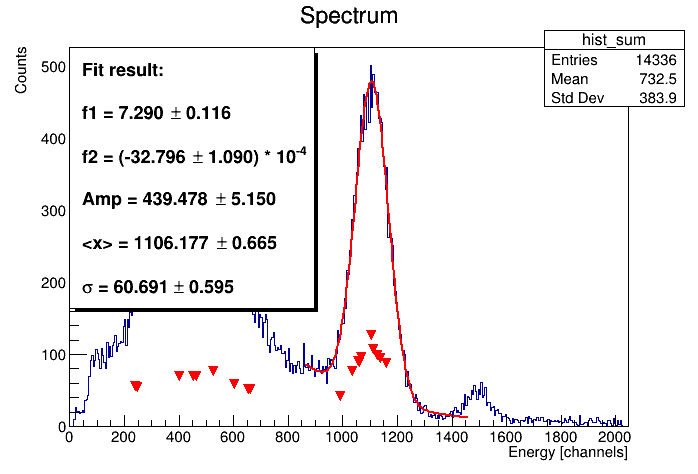 Spectrum
hist_sum
Entries 14336
Mean 732.5
Std Dev 383.9
Counts
500
400
300
200
100
0
Fit result:
f1 = 7.290 ± 0.116
f2 = (-32.796 ± 1.090) * 10^-4
Amp = 439.478 ± 5.150
<x> = 1106.177 ± 0.665
σ = 60.691 ± 0.595
0 200 400 600 800 1000 1200 1400 1600 1800 2000
Energy [channels]